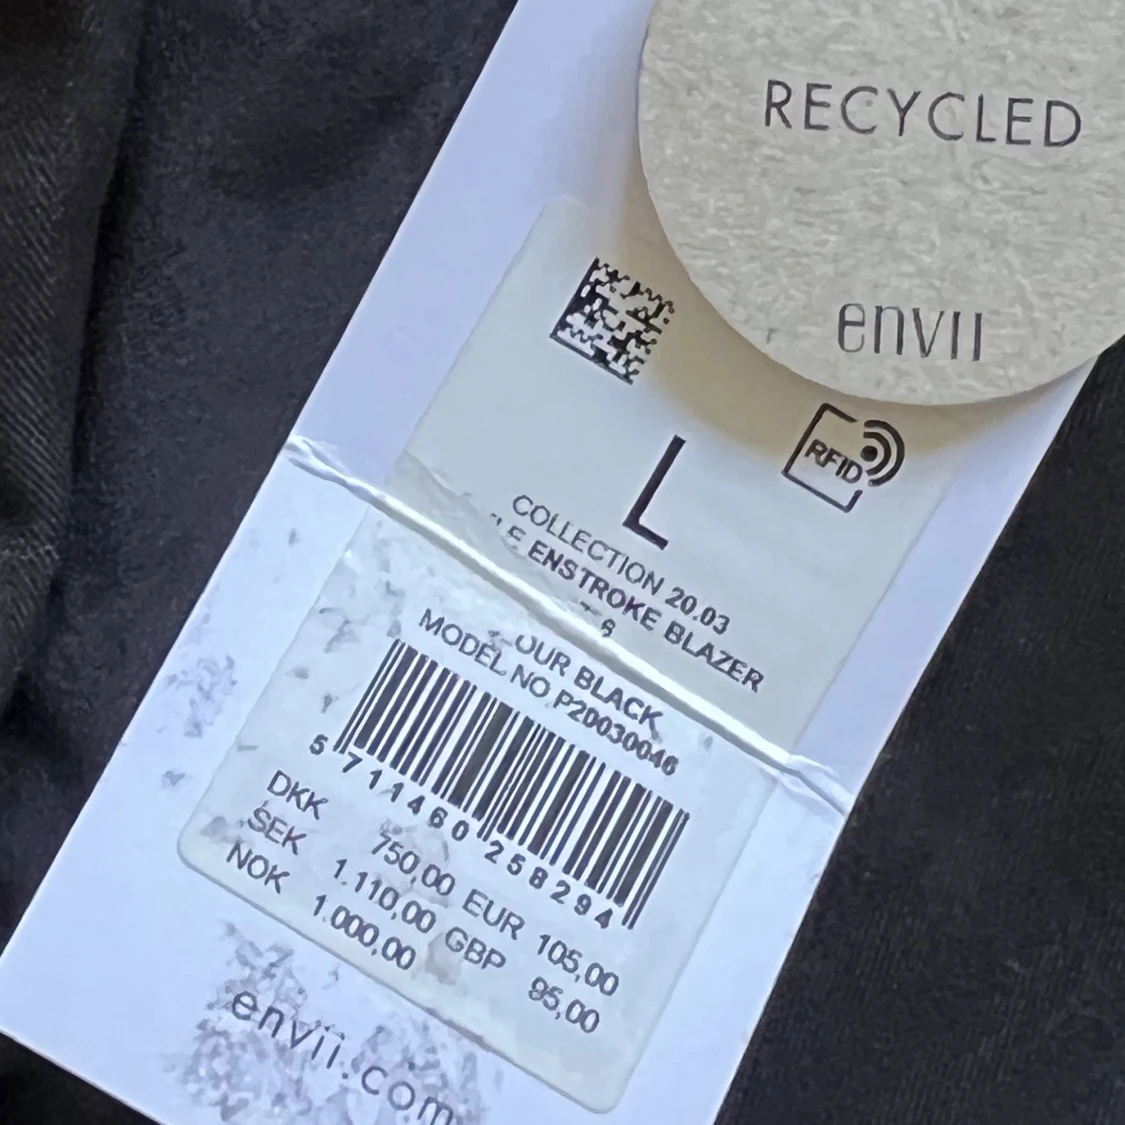 RECYCLED
envii
RFID
L
COLLECTION 20.03
ENSTROKE BLAZER
BLACK
MODEL NO P20030046
5 711460 258294
DKK 750,00 EUR 105,00
SEK 1.110,00 GBP 95,00
NOK 1.000,00
envii.com